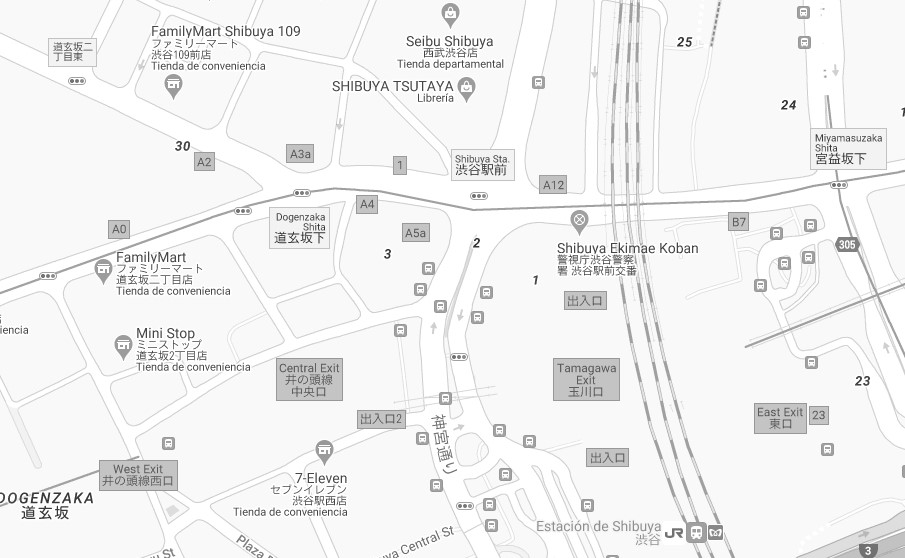 FamilyMart Shibuya 109
ファミリーマート
渋谷109前店
Tienda de conveniencia
道玄坂二
丁目東
Seibu Shibuya
西武渋谷店
Tienda departamental
25
SHIBUYA TSUTAYA
Librería
24
1
30
A2
A3a
1
Shibuya Sta.
渋谷駅前
Miyamasuzaka
Shita
宮益坂下
A12
A4
A0
Dogenzaka
Shita
道玄坂下
A5a
B7
3
2
1
305
FamilyMart
ファミリーマート
道玄坂二丁目店
Tienda de conveniencia
Shibuya Ekimae Koban
警視庁渋谷警察
署 渋谷駅前交番
出入口
iencia
Mini Stop
ミニストップ
道玄坂2丁目店
Tienda de conveniencia
Central Exit
井の頭線
中央口
Tamagawa
Exit
玉川口
23
出入口2
神宮通り
East Exit
東口
23
West Exit
井の頭線西口
7-Eleven
セブンイレブン
渋谷駅西店
Tienda de conveniencia
出入口
DOGENZAKA
道玄坂
Estación de Shibuya
渋谷
JR
uya Central St
Plaza
u St
3